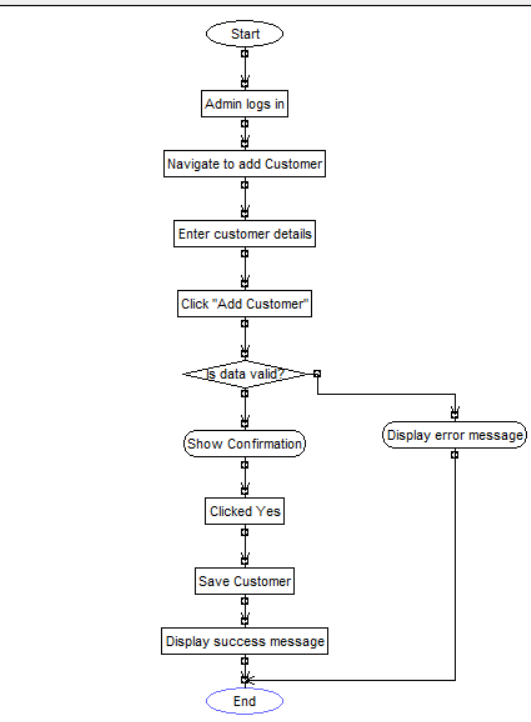 Start
Admin logs in
Navigate to add Customer
Enter customer details
Click "Add Customer"
Is data valid?
Show Confirmation
Display error message
Clicked Yes
Save Customer
Display success message
End